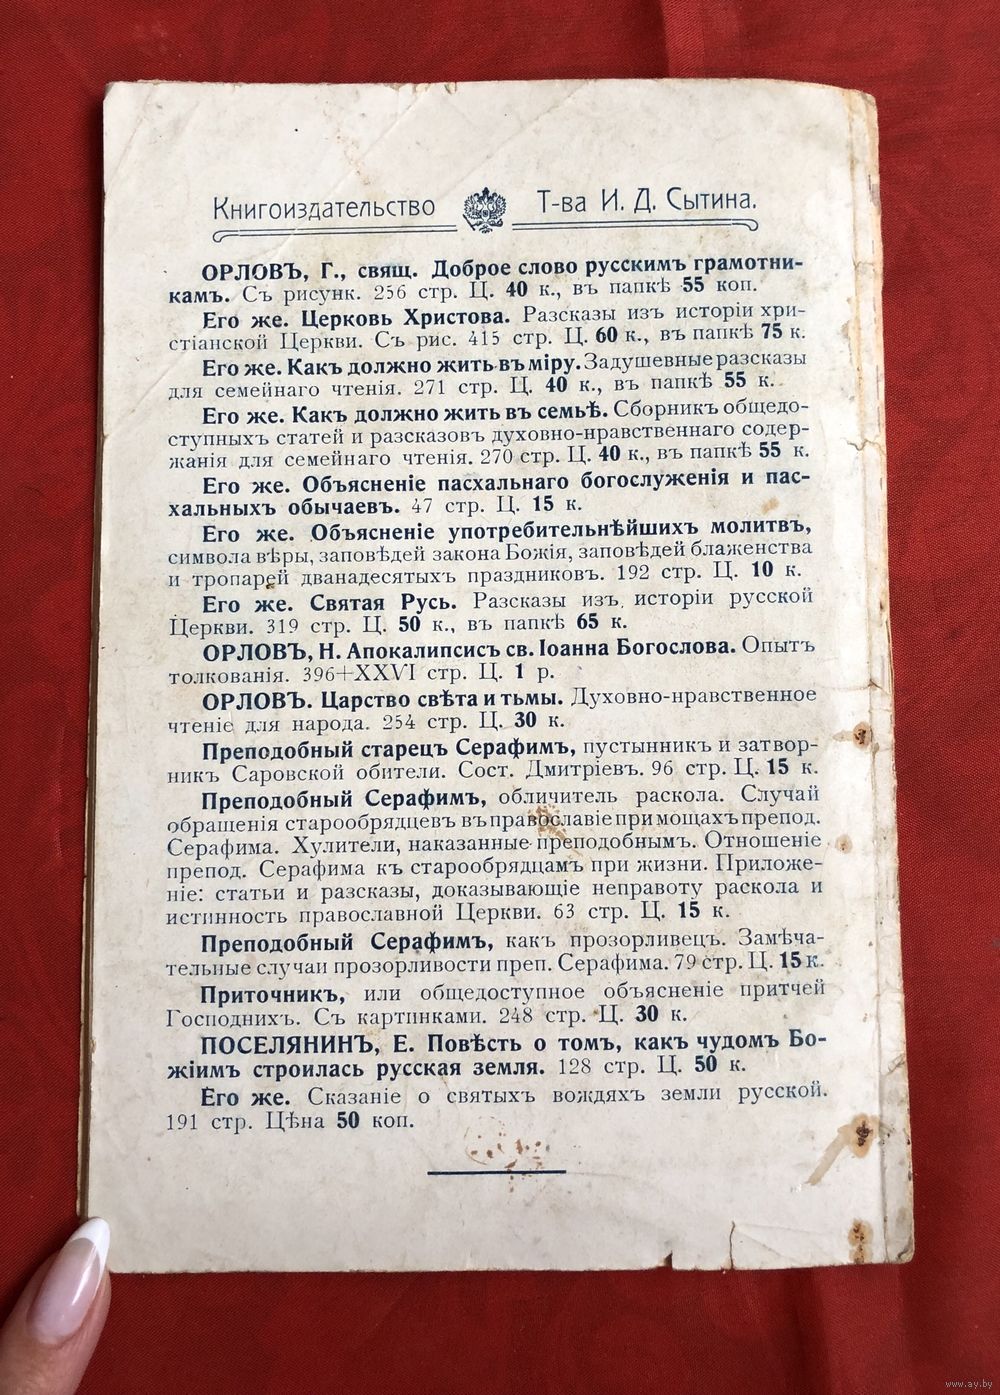 Книгоиздательство Т-ва И. Д. Сытина.
ОРЛОВЪ, Г., свящ. Доброе слово русскимъ грамотни-
камъ. Съ рисунк. 256 стр. Ц. 40 к., въ папкѣ 55 коп.
Его же. Церковь Христова. Разсказы изъ исторіи хри-
стіанской Церкви. Съ рис. 415 стр. Ц. 60 к., въ папкѣ 75 к.
Его же. Какъ должно жить въ міру. Задушевные разсказы
для семейнаго чтенія. 271 стр. Ц. 40 к., въ папкѣ 55 к.
Его же. Какъ должно жить въ семьѣ. Сборникъ общедо-
ступныхъ статей и разсказовъ духовно-нравственнаго содер-
жанія для семейнаго чтенія. 270 стр. Ц. 40 к., въ папкѣ 55 к.
Его же. Объясненіе пасхальнаго богослуженія и пас-
хальныхъ обычаевъ. 47 стр. Ц. 15 к.
Его же. Объясненіе употребительнѣйшихъ молитвъ,
символа вѣры, заповѣдей закона Божія, заповѣдей блаженства
и тропарей дванадесятыхъ праздниковъ. 192 стр. Ц. 10 к.
Его же. Святая Русь. Разсказы изъ исторіи русской
Церкви. 319 стр. Ц. 50 к., въ папкѣ 65 к.
ОРЛОВЪ, Н. Апокалипсисъ св. Іоанна Богослова. Опытъ
толкованія. 396+XXVI стр. Ц. 1 р.
ОРЛОВЪ. Царство свѣта и тьмы. Духовно-нравственное
чтеніе для народа. 254 стр. Ц. 30 к.
Преподобный старецъ Серафимъ, пустынникъ и затвор-
никъ Саровской обители. Сост. Дмитріевъ. 96 стр. Ц. 15 к.
Преподобный Серафимъ, обличитель раскола. Случай
обращенія старообрядцевъ въ православіе при мощахъ препод.
Серафима. Хулители, наказанные преподобнымъ. Отношеніе
препод. Серафима къ старообрядцамъ при жизни. Приложе-
ніе: статьи и разсказы, доказывающіе неправоту раскола и
истинность православной Церкви. 63 стр. Ц. 15 к.
Преподобный Серафимъ, какъ прозорливецъ. Замѣча-
тельные случаи прозорливости преп. Серафима. 79 стр. Ц. 15 к.
Приточникъ, или общедоступное объясненіе притчей
Господнихъ. Съ картинками. 248 стр. Ц. 30 к.
ПОСЕЛЯНИНЪ, Е. Повѣсть о томъ, какъ чудомъ Бо-
жіимъ строилась русская земля. 128 стр. Ц. 50 к.
Его же. Сказаніе о святыхъ вождяхъ земли русской.
191 стр. Цѣна 50 коп.
www.ay.by